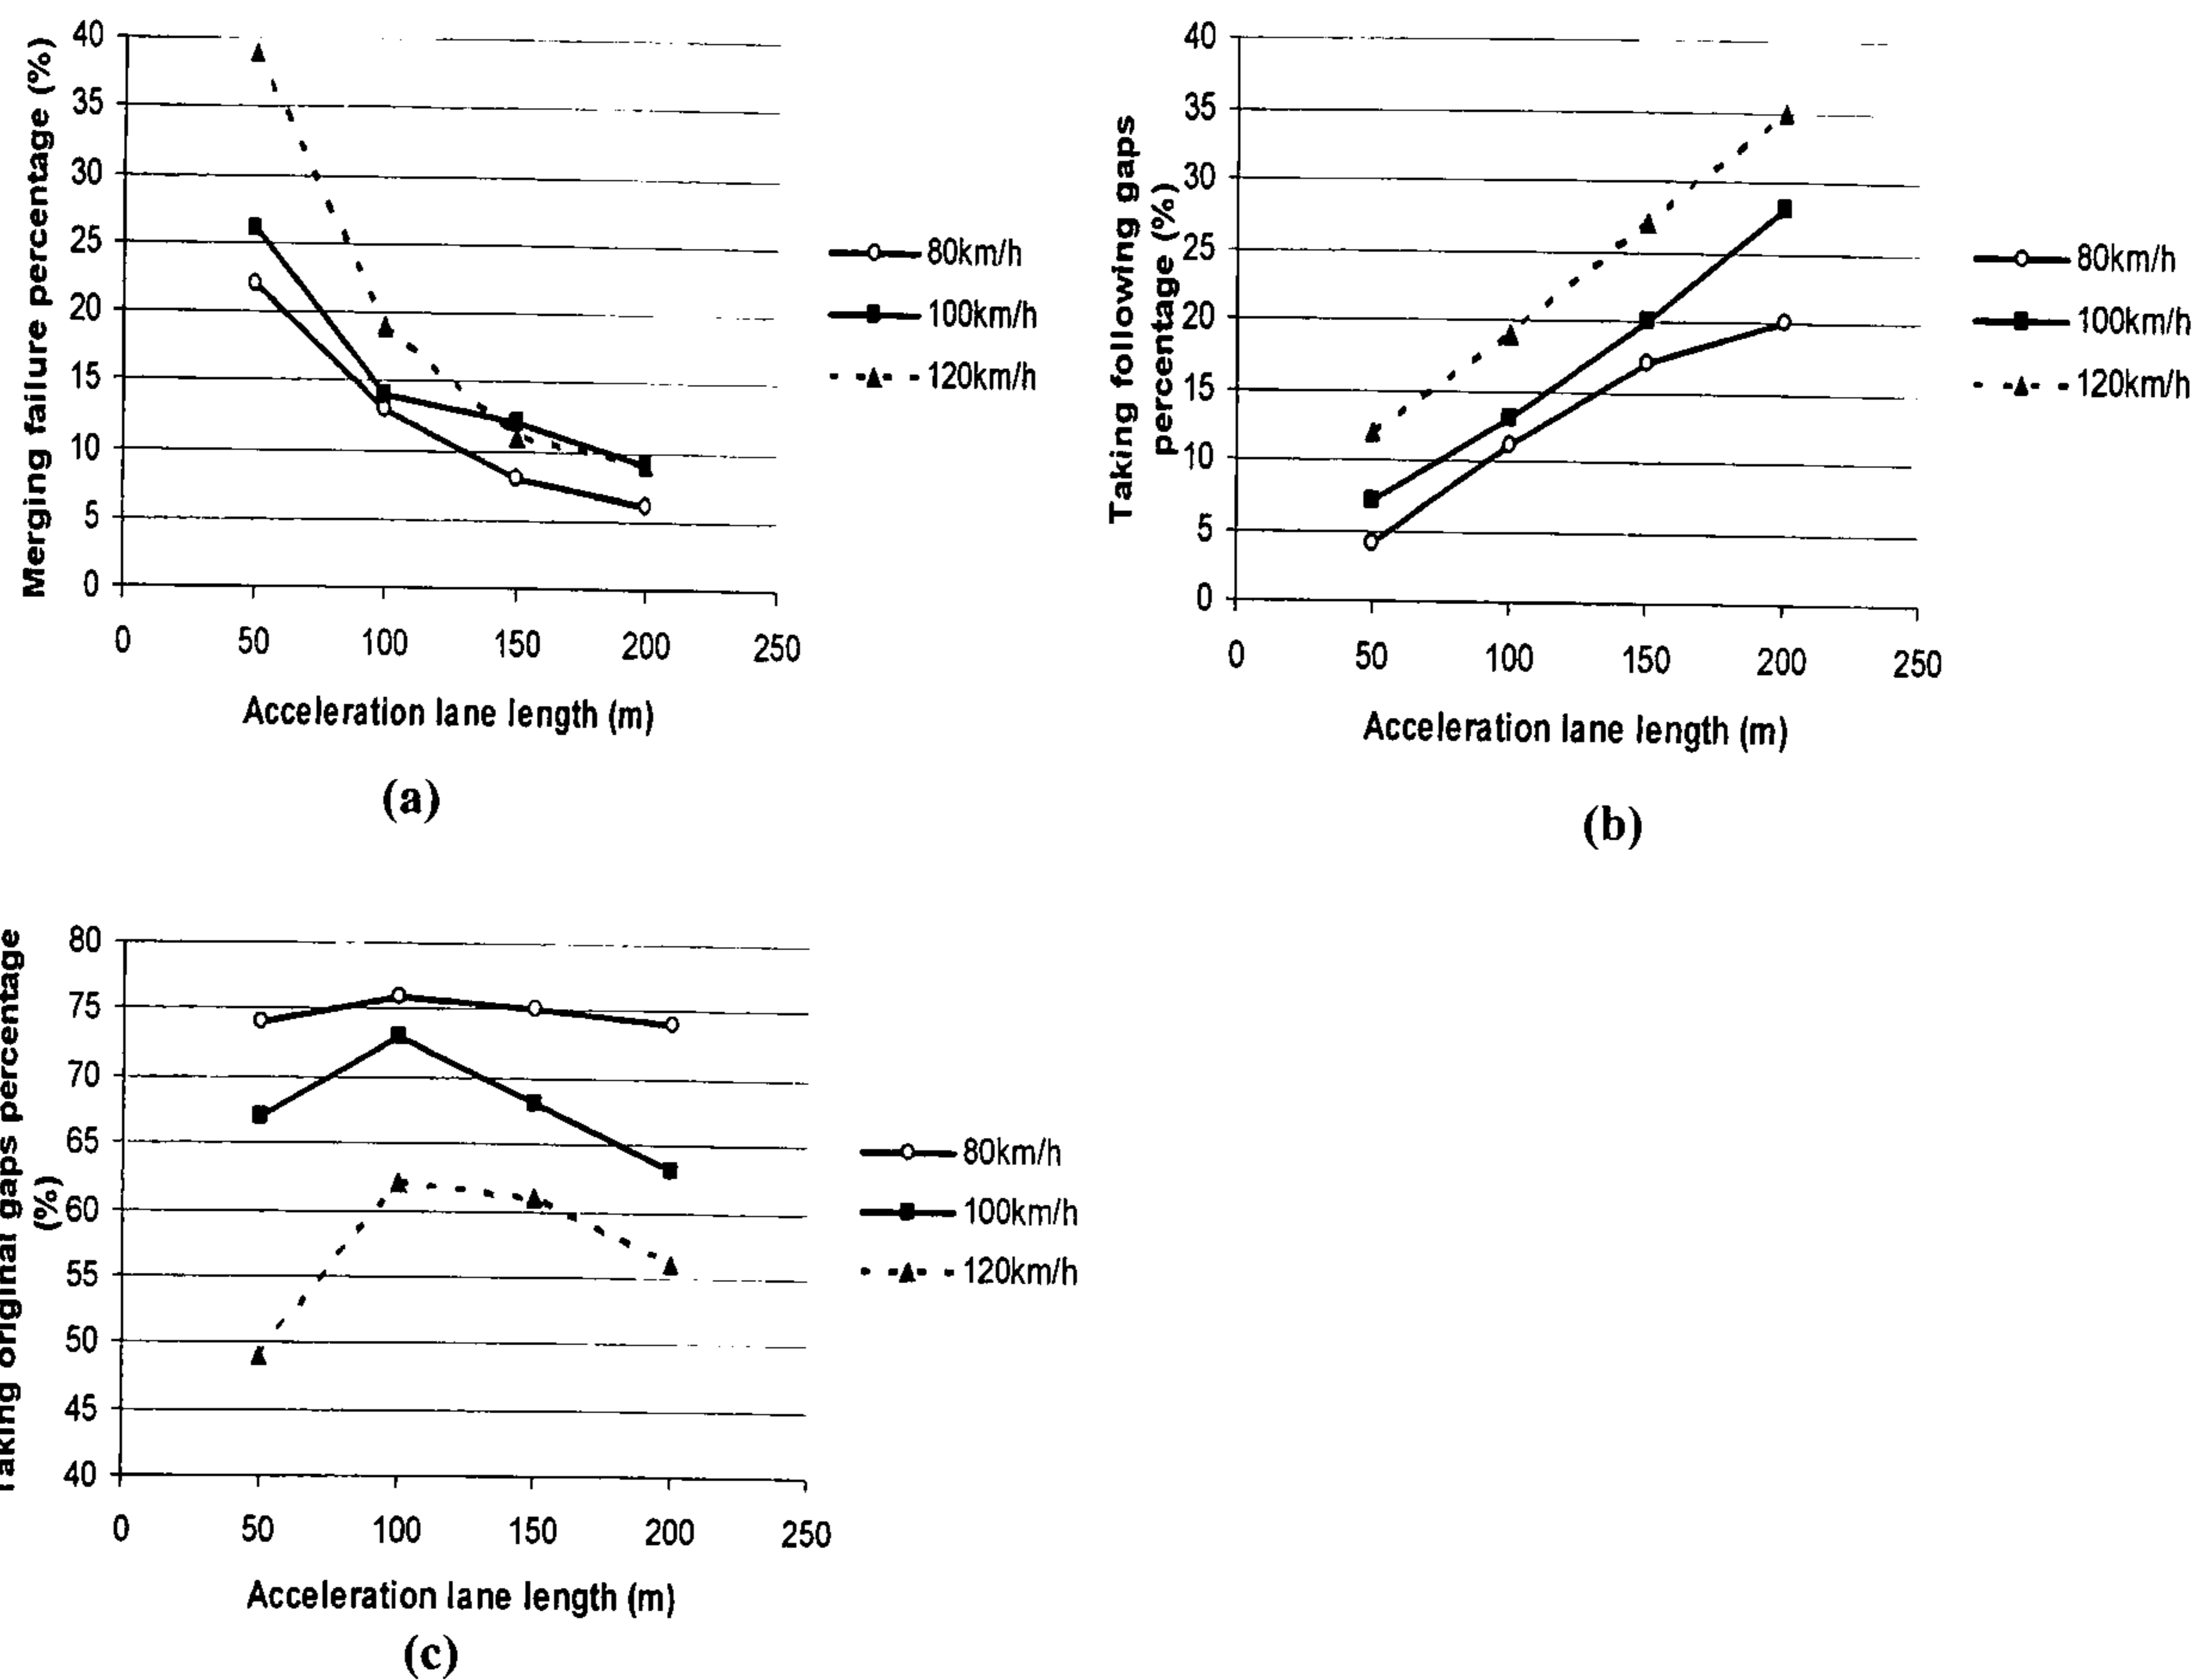 Merging failure percentage (%)
40
35
30
25
20
15
10
5
0
0 50 100 150 200 250
Acceleration lane length (m)
80km/h
100km/h
120km/h
(a)
Taking following gaps
percentage (%)
40
35
30
25
20
15
10
5
0
0 50 100 150 200 250
Acceleration lane length (m)
80km/h
100km/h
120km/h
(b)
Taking original gaps percentage
(%)
80
75
70
65
60
55
50
45
40
0 50 100 150 200 250
Acceleration lane length (m)
80km/h
100km/h
120km/h
(c)